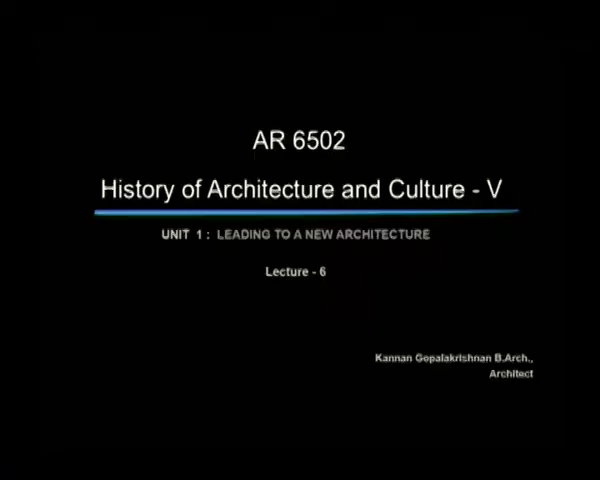 AR 6502
History of Architecture and Culture - V
UNIT 1 : LEADING TO A NEW ARCHITECTURE
Lecture - 6
Kannan Gopalakrishnan B.Arch.,
Architect